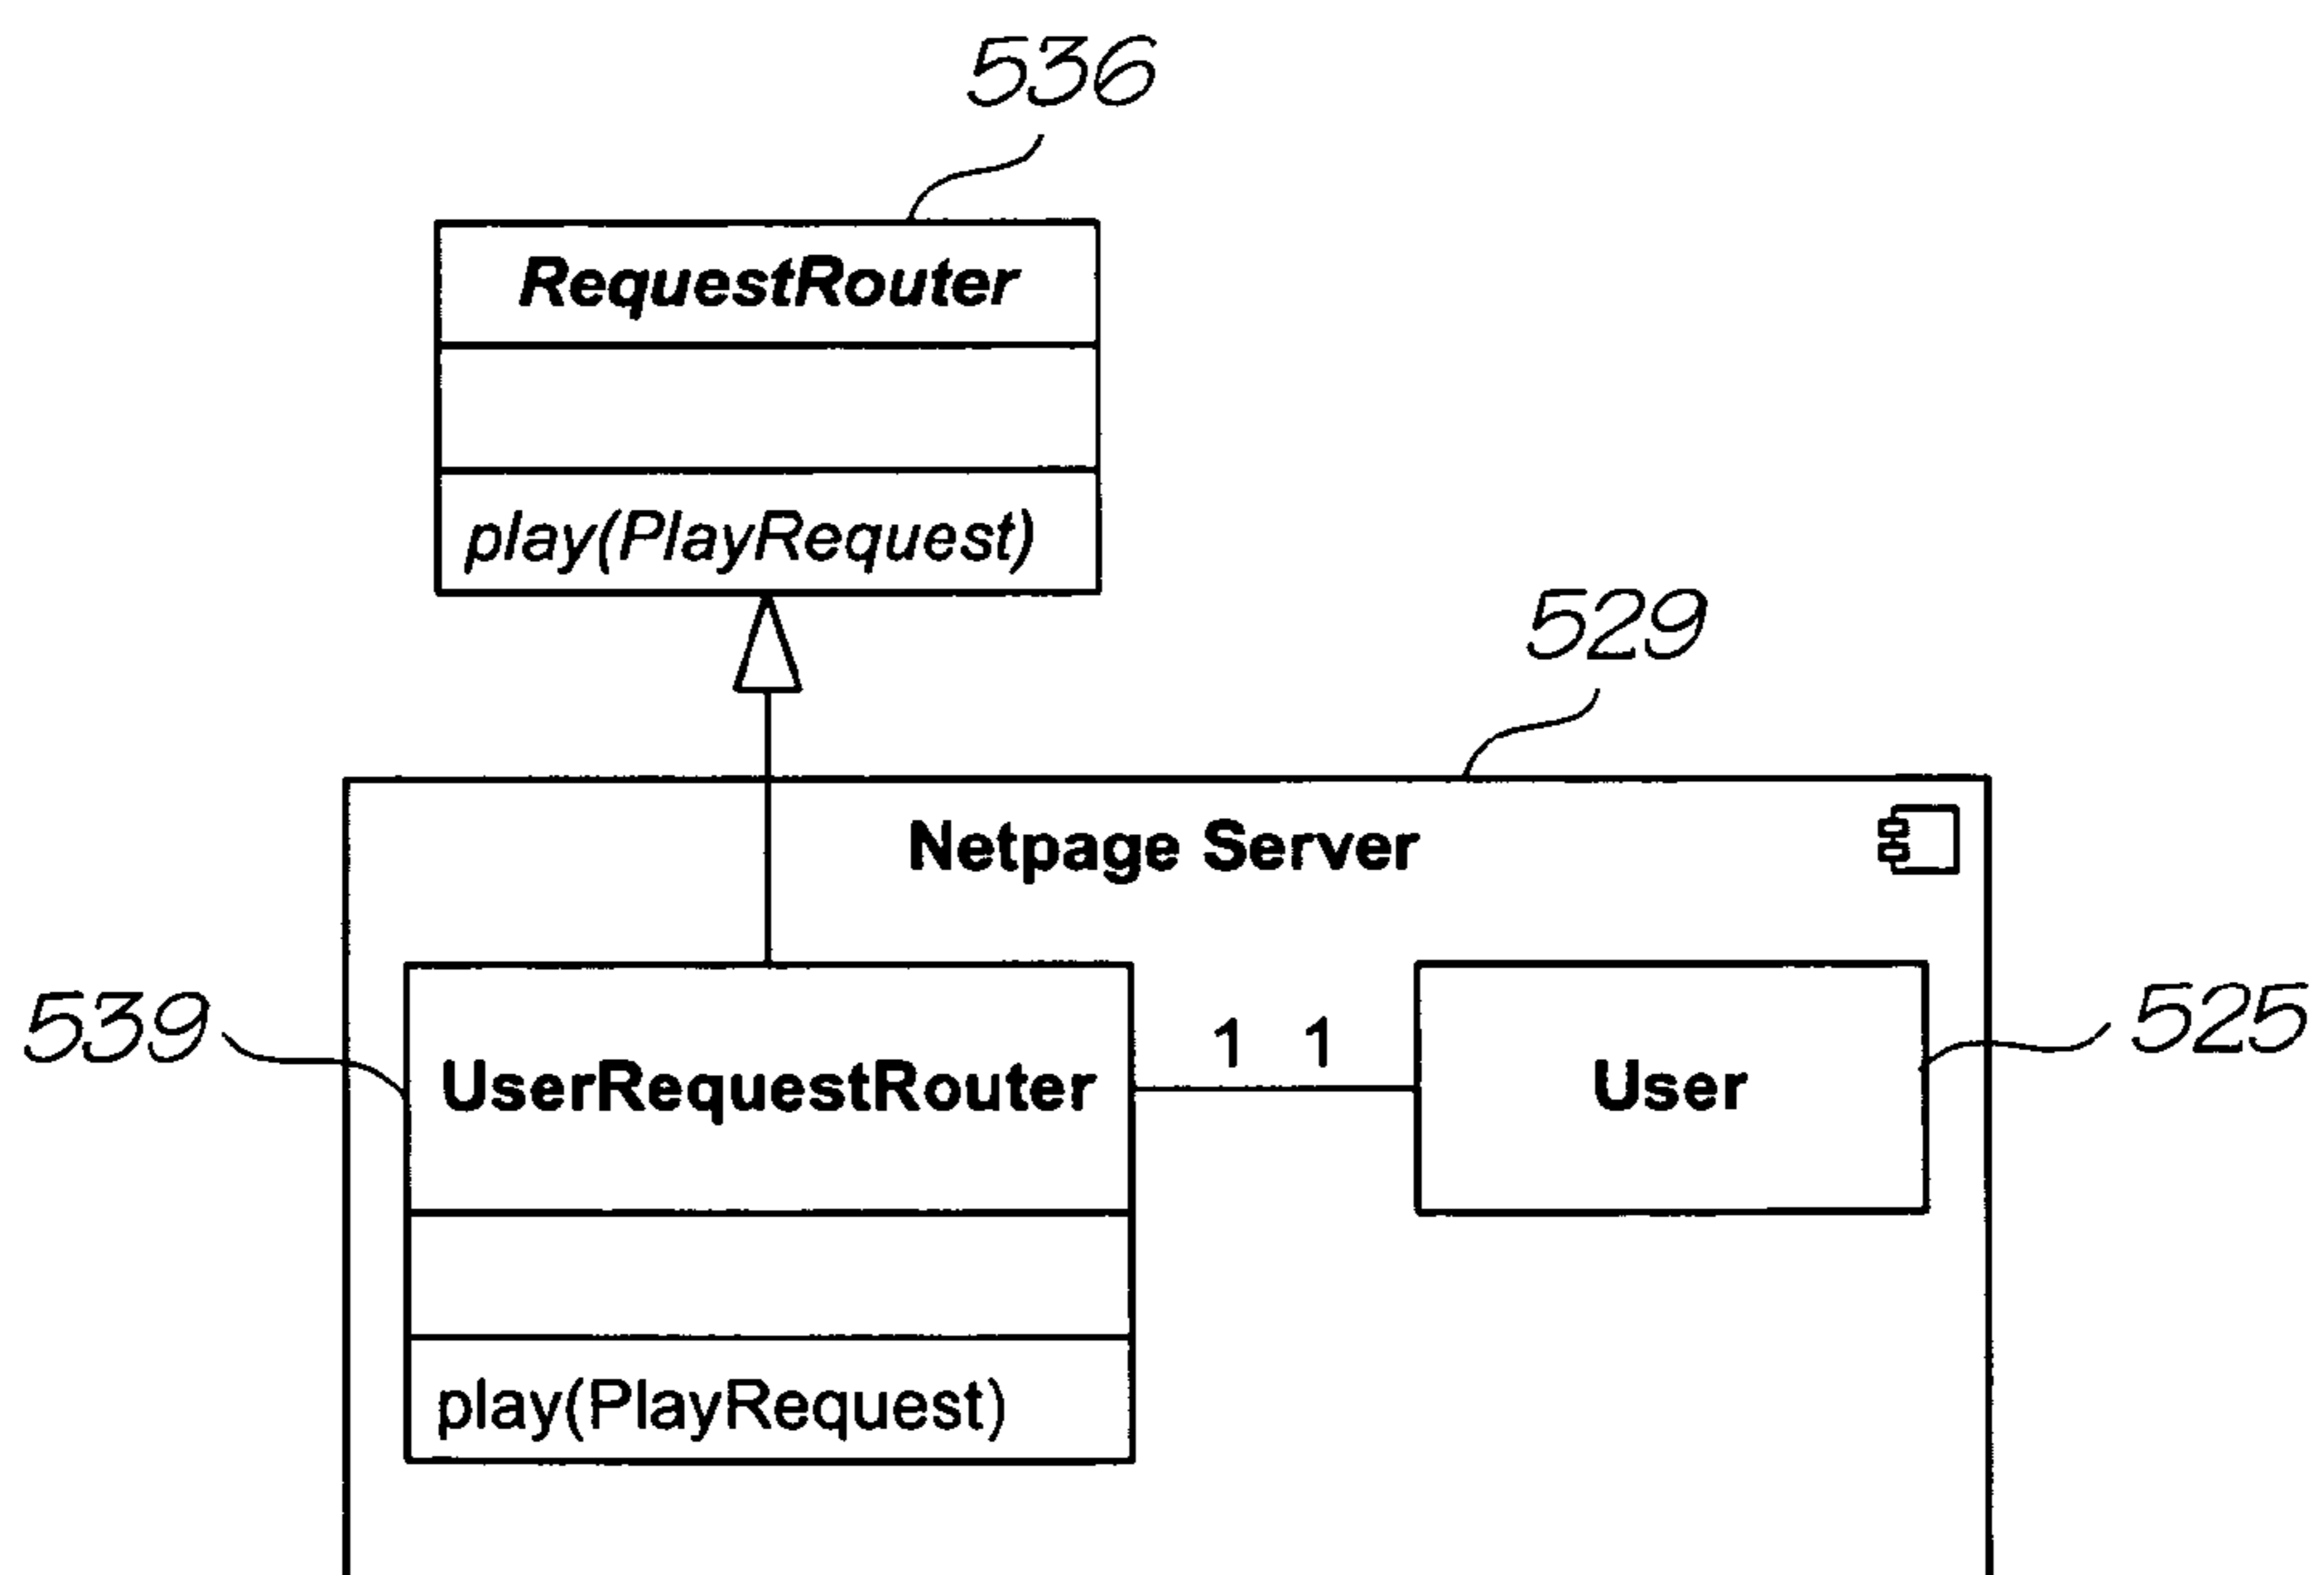 536
RequestRouter
play(PlayRequest)
529
Netpage Server
539
UserRequestRouter
1 1
User
525
play(PlayRequest)